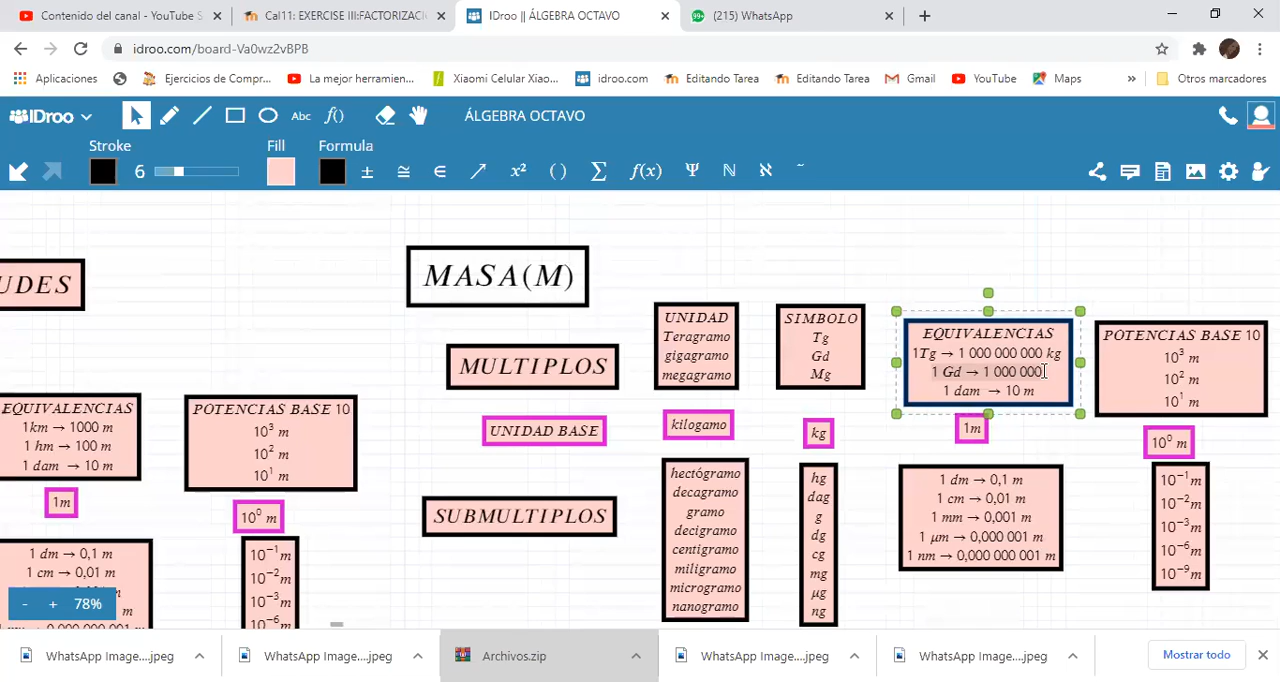 Contenido del canal - YouTube S
Cal11: EXERCISE III:FACTORIZACI
IDroo || ÁLGEBRA OCTAVO
99+
(215) WhatsApp
idroo.com/board-Va0wz2vBPB
Aplicaciones
Ejercicios de Compr...
La mejor herramien...
Xiaomi Celular Xiao...
idroo.com
Editando Tarea
Editando Tarea
Gmail
YouTube
Maps
»
Otros marcadores
IDroo
Abc
f()
ÁLGEBRA OCTAVO
Stroke
Fill
Formula
6
± ≅ ∈ x² ( ) ∑ f(x) Ψ ℕ ℵ ~
UDES
MASA(M)
MULTIPLOS
UNIDAD BASE
SUBMULTIPLOS
EQUIVALENCIAS
1km → 1000 m
1 hm → 100 m
1 dam → 10 m
1m
1 dm → 0,1 m
1 cm → 0,01 m
m
POTENCIAS BASE 10
10³ m
10² m
10¹ m
10⁰ m
10⁻¹m
10⁻²m
10⁻³m
10⁻⁶m
UNIDAD
Teragramo
gigagramo
megagramo
kilogamo
hectógramo
decagramo
gramo
decigramo
centigramo
miligramo
microgramo
nanogramo
SIMBOLO
Tg
Gd
Mg
kg
hg
dag
g
dg
cg
mg
μg
ng
EQUIVALENCIAS
1Tg → 1 000 000 000 kg
1 Gd → 1 000 000
1 dam → 10 m
1m
1 dm → 0,1 m
1 cm → 0,01 m
1 mm → 0,001 m
1 μm → 0,000 001 m
1 nm → 0,000 000 001 m
POTENCIAS BASE 10
10³ m
10² m
10¹ m
10⁰ m
10⁻¹m
10⁻²m
10⁻³m
10⁻⁶m
10⁻⁹m
- + 78%
WhatsApp Image....jpeg
WhatsApp Image....jpeg
Archivos.zip
WhatsApp Image....jpeg
WhatsApp Image....jpeg
Mostrar todo